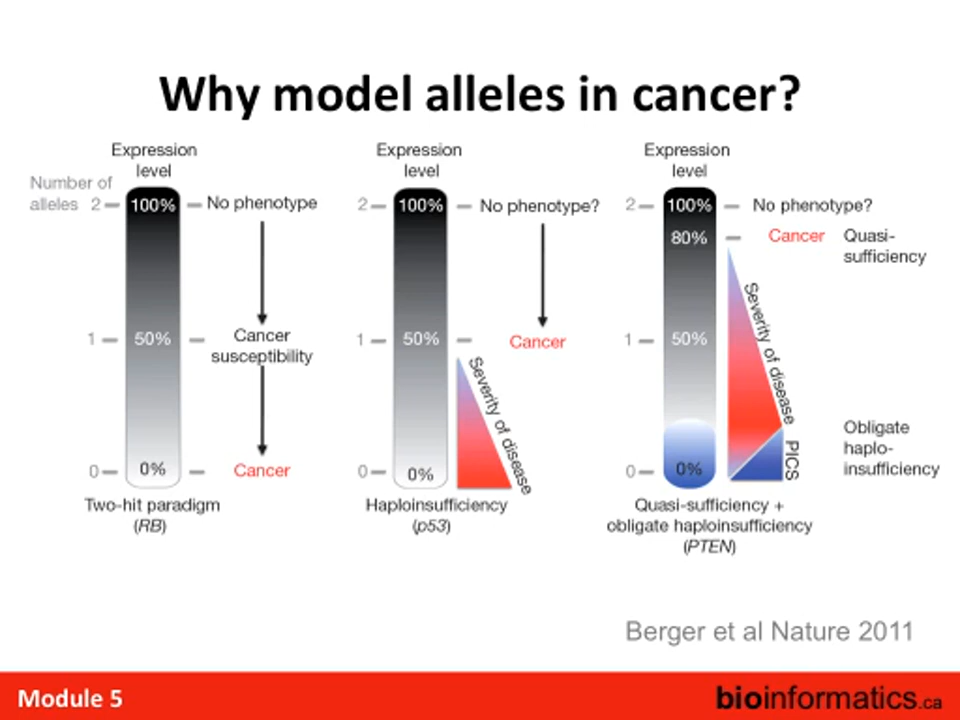 Why model alleles in cancer?
Expression
level
Number of
alleles 2
100%
No phenotype
1
50%
Cancer
susceptibility
0
0%
Cancer
Two-hit paradigm
(RB)
Expression
level
2
100%
No phenotype?
1
50%
Cancer
Severity of disease
0
0%
Haploinsufficiency
(p53)
Expression
level
2
100%
No phenotype?
80%
Cancer
Quasi-
sufficiency
1
50%
Severity of disease
PICS
Obligate
haplo-
insufficiency
0
0%
Quasi-sufficiency +
obligate haploinsufficiency
(PTEN)
Berger et al Nature 2011
Module 5
bioinformatics.ca